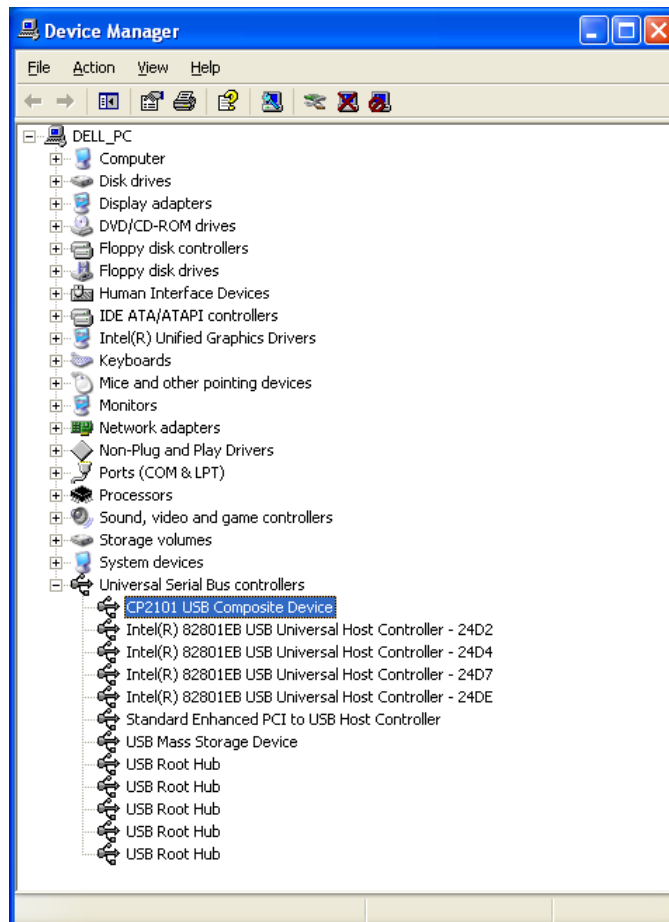 Device Manager
File Action View Help
DELL_PC
Computer
Disk drives
Display adapters
DVD/CD-ROM drives
Floppy disk controllers
Floppy disk drives
Human Interface Devices
IDE ATA/ATAPI controllers
Intel(R) Unified Graphics Drivers
Keyboards
Mice and other pointing devices
Monitors
Network adapters
Non-Plug and Play Drivers
Ports (COM & LPT)
Processors
Sound, video and game controllers
Storage volumes
System devices
Universal Serial Bus controllers
CP2101 USB Composite Device
Intel(R) 82801EB USB Universal Host Controller - 24D2
Intel(R) 82801EB USB Universal Host Controller - 24D4
Intel(R) 82801EB USB Universal Host Controller - 24D7
Intel(R) 82801EB USB Universal Host Controller - 24DE
Standard Enhanced PCI to USB Host Controller
USB Mass Storage Device
USB Root Hub
USB Root Hub
USB Root Hub
USB Root Hub
USB Root Hub